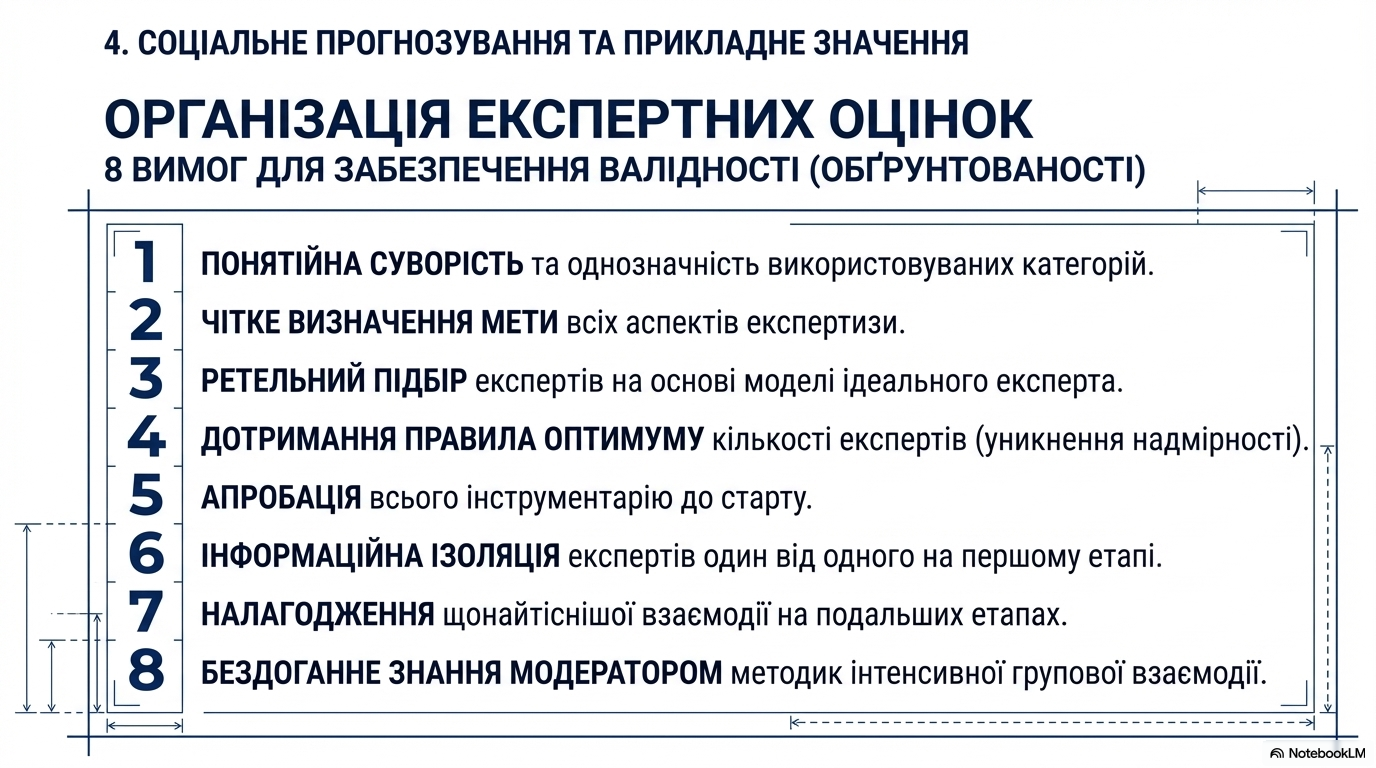 4. СОЦІАЛЬНЕ ПРОГНОЗУВАННЯ ТА ПРИКЛАДНЕ ЗНАЧЕННЯ
ОРГАНІЗАЦІЯ ЕКСПЕРТНИХ ОЦІНОК
8 ВИМОГ ДЛЯ ЗАБЕЗПЕЧЕННЯ ВАЛІДНОСТІ (ОБҐРУНТОВАНОСТІ)
1 ПОНЯТІЙНА СУВОРІСТЬ та однозначність використовуваних категорій.
2 ЧІТКЕ ВИЗНАЧЕННЯ МЕТИ всіх аспектів експертизи.
3 РЕТЕЛЬНИЙ ПІДБІР експертів на основі моделі ідеального експерта.
4 ДОТРИМАННЯ ПРАВИЛА ОПТИМУМУ кількості експертів (уникнення надмірності).
5 АПРОБАЦІЯ всього інструментарію до старту.
6 ІНФОРМАЦІЙНА ІЗОЛЯЦІЯ експертів один від одного на першому етапі.
7 НАЛАГОДЖЕННЯ щонайтіснішої взаємодії на подальших етапах.
8 БЕЗДОГАННЕ ЗНАННЯ МОДЕРАТОРОМ методик інтенсивної групової взаємодії.
NotebookLM